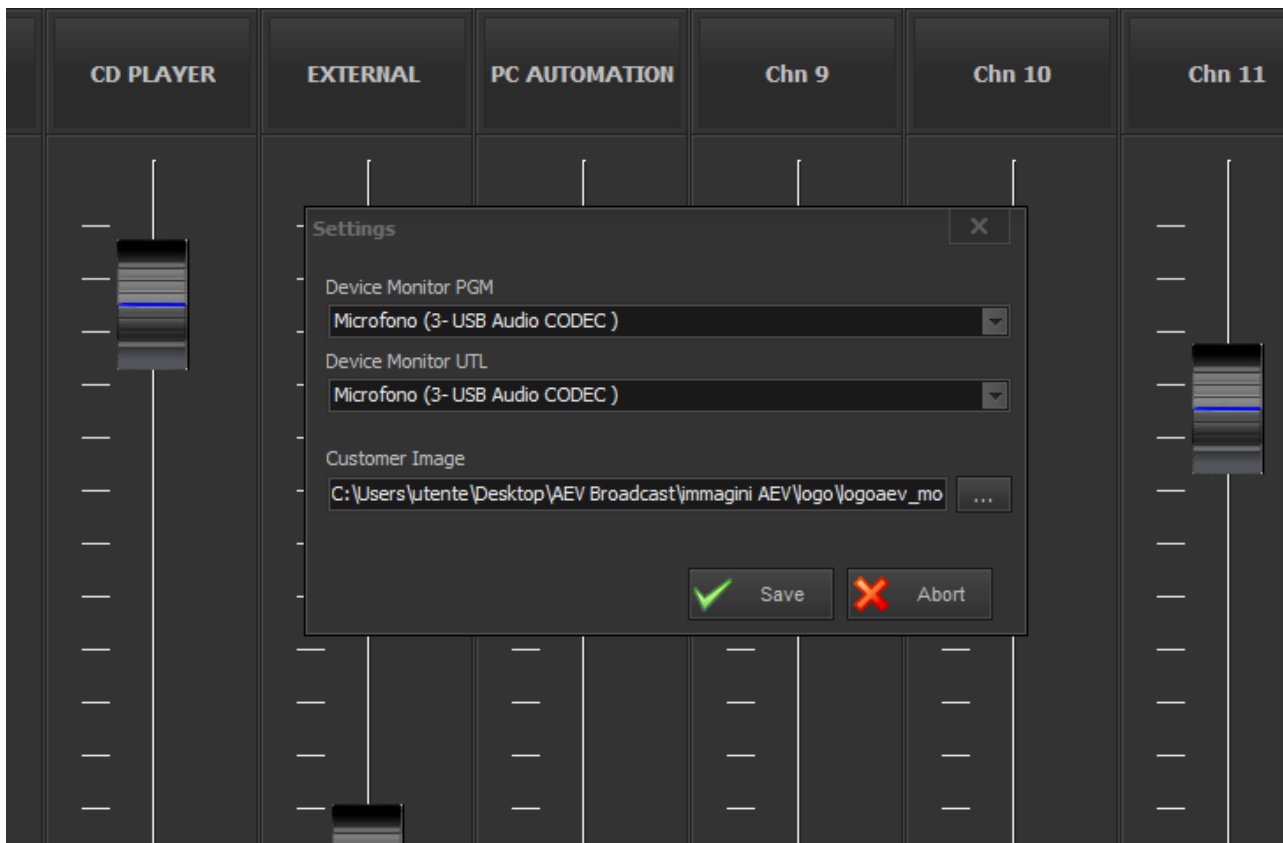 CD PLAYER EXTERNAL PC AUTOMATION Chn 9 Chn 10 Chn 11
Settings
Device Monitor PGM
Microfono (3- USB Audio CODEC )
Device Monitor UTL
Microfono (3- USB Audio CODEC )
Customer Image
C:\Users\utente\Desktop\AEV Broadcast\immagini AEV\logo\logoaev_mo ...
Save Abort